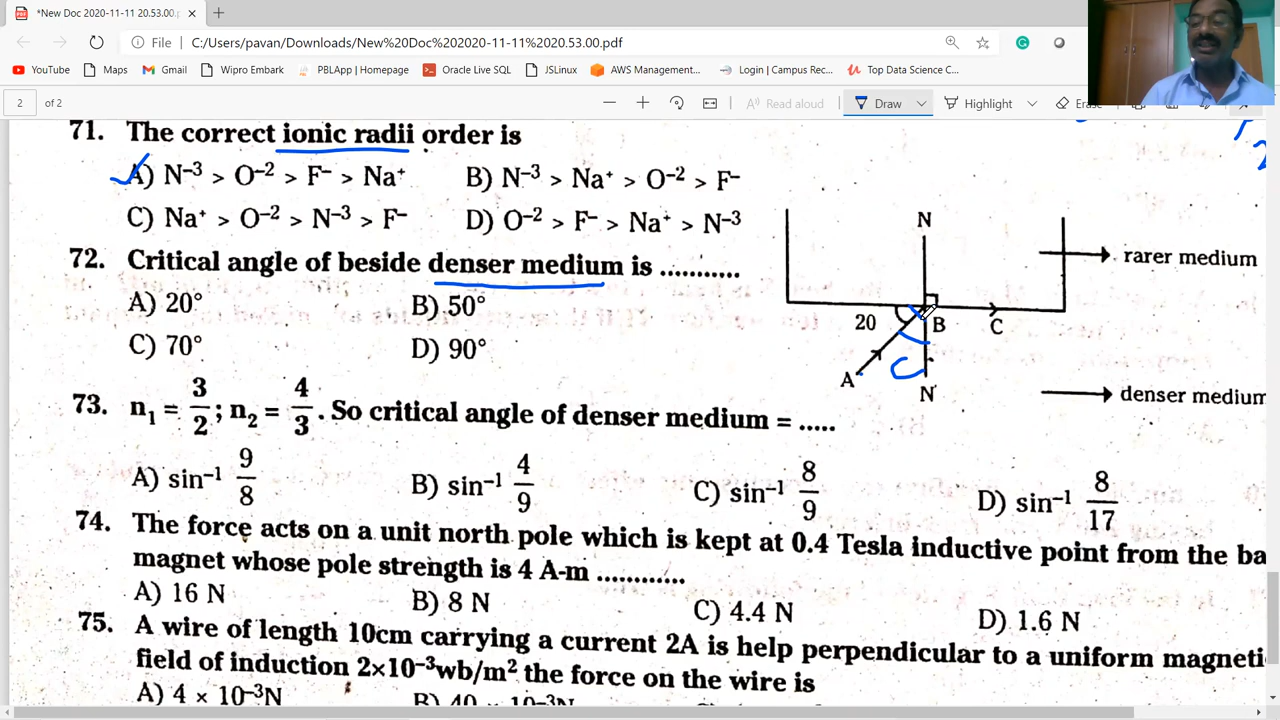 *New Doc 2020-11-11 20.53.00.p
File C:/Users/pavan/Downloads/New%20Doc%202020-11-11%2020.53.00.pdf
YouTube Maps Gmail Wipro Embark PBLApp | Homepage Oracle Live SQL JSLinux AWS Management... Login | Campus Rec... Top Data Science C...
2 of 2 Read aloud Draw Highlight
71. The correct ionic radii order is
A) N⁻³ > O⁻² > F⁻ > Na⁺ B) N⁻³ > Na⁺ > O⁻² > F⁻
C) Na⁺ > O⁻² > N⁻³ > F⁻ D) O⁻² > F⁻ > Na⁺ > N⁻³
72. Critical angle of beside denser medium is ...........
A) 20° B) 50°
C) 70° D) 90°
N
rarer medium
20 B C
A
N'
C
denser medium
73. n₁ = 3/2 ; n₂ = 4/3 . So critical angle of denser medium = .....
A) sin⁻¹ 9/8 B) sin⁻¹ 4/9 C) sin⁻¹ 8/9 D) sin⁻¹ 8/17
74. The force acts on a unit north pole which is kept at 0.4 Tesla inductive point from the ba
magnet whose pole strength is 4 A-m ............
A) 16 N B) 8 N C) 4.4 N D) 1.6 N
75. A wire of length 10cm carrying a current 2A is help perpendicular to a uniform magneti
field of induction 2×10⁻³wb/m² the force on the wire is
A) 4 × 10⁻³N